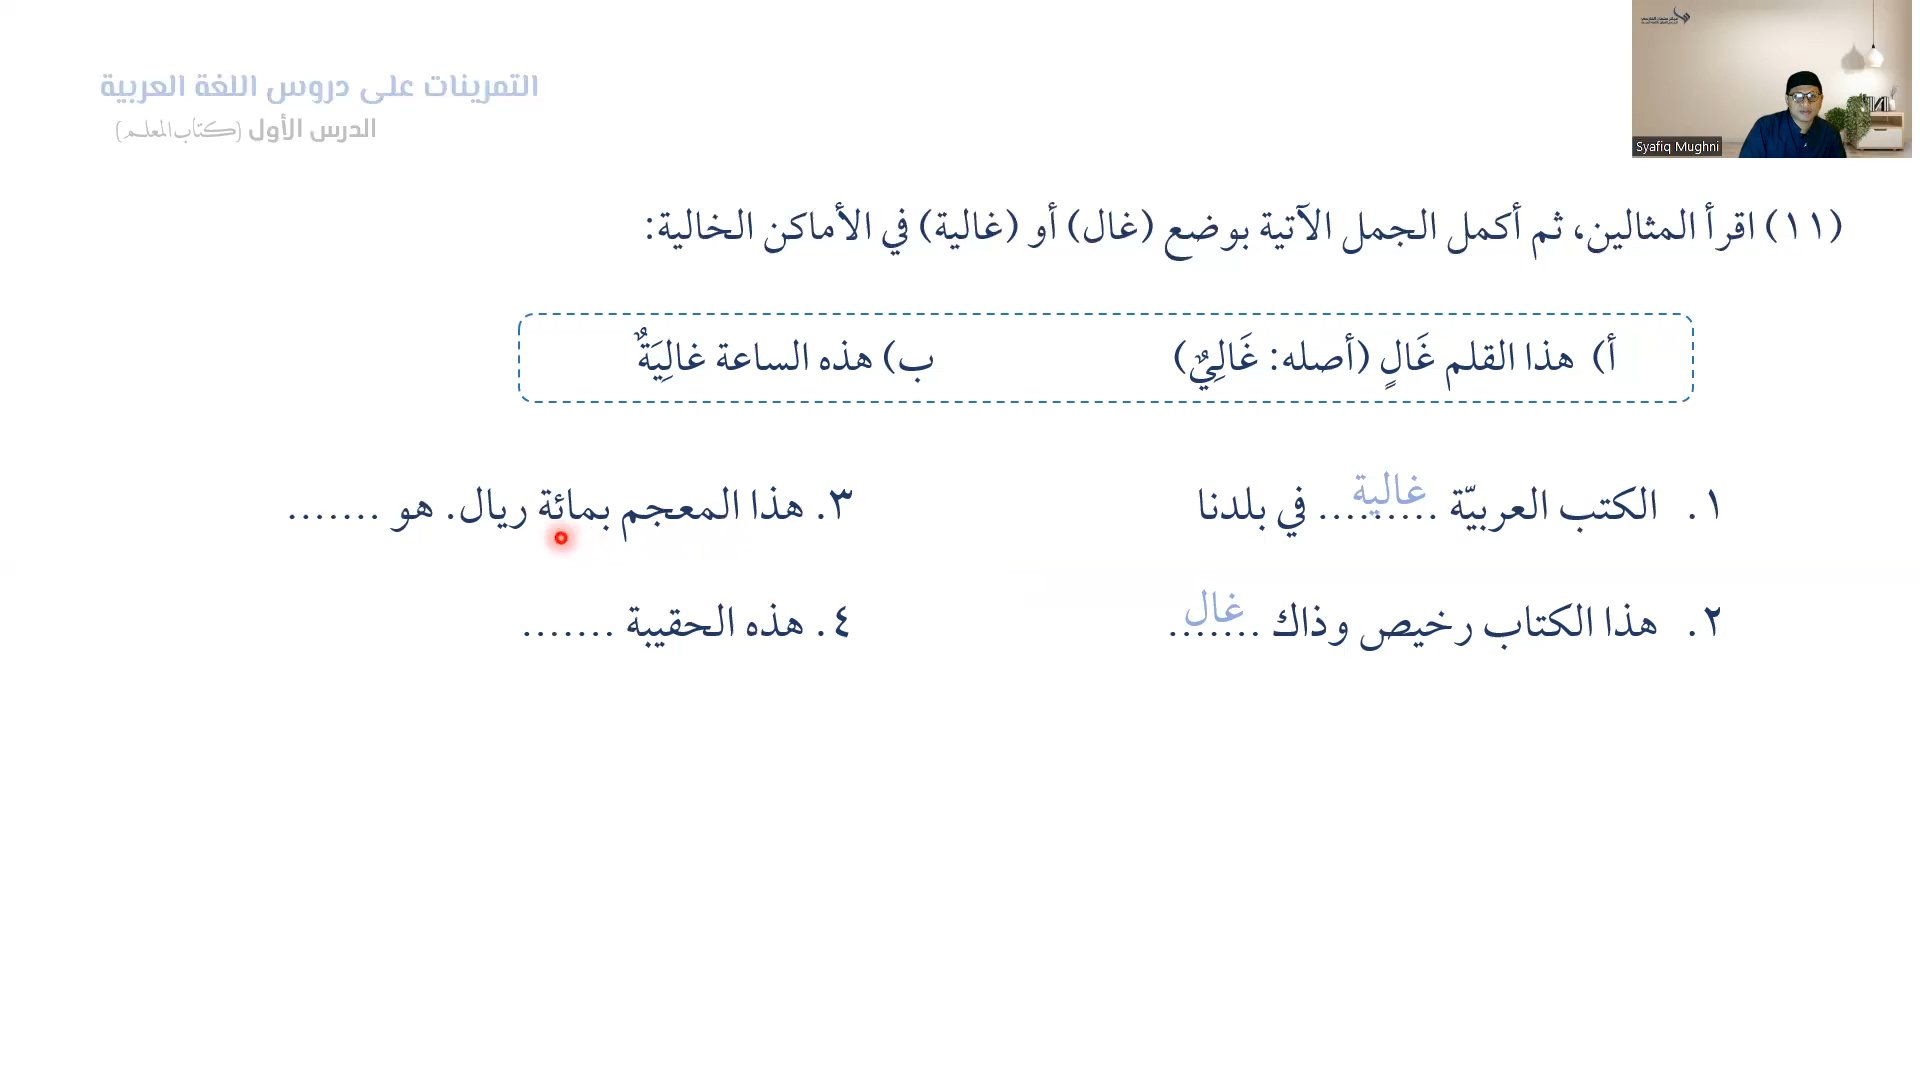 التمرينات على دروس اللغة العربية
الدرس الأول (كتاب المعلم)
Syafiq Mughni
(١١) اقرأ المثالين، ثم أكمل الجمل الآتية بوضع (غال) أو (غالية) في الأماكن الخالية:
أ) هذا القلم غَالٍ (أصله: غَالِيٌ) ب) هذه الساعة غالِيَةٌ
١. الكتب العربيّة ......... في بلدنا
غالية
٢. هذا الكتاب رخيص وذاك .......
غال
٣. هذا المعجم بمائة ريال. هو .......
٤. هذه الحقيبة .......